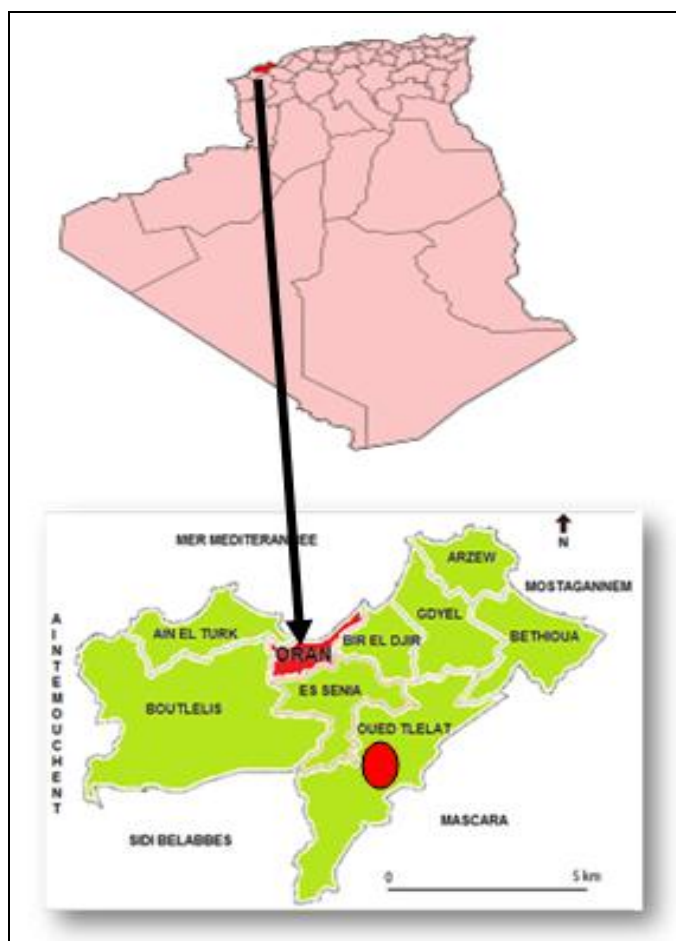 MER MEDITERANNEE
N
ARZEW
MOSTAGANNEM
GDYEL
AIN EL TURK
BIR EL DJIR
BETHIOUA
ORAN
ES SENIA
BOUTLELIS
OUED TLELAT
AINTEMOUCHENT
MASCARA
SIDI BELABBES
0 5 km